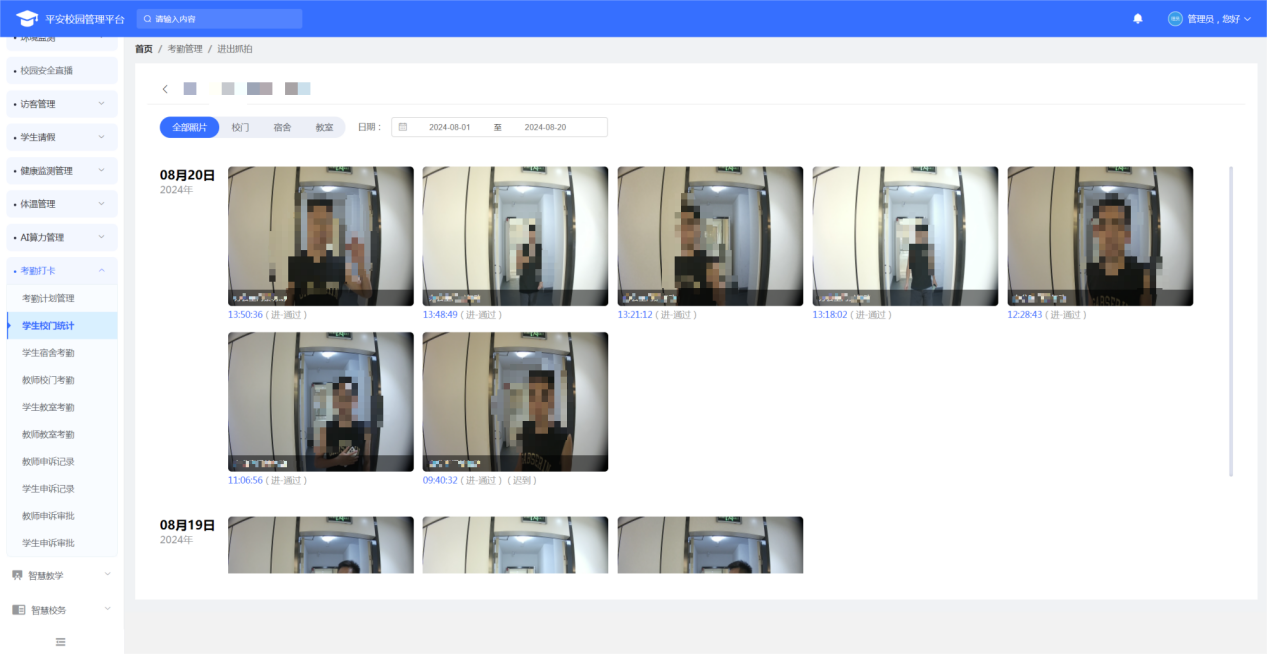 平安校园管理平台
请输入内容
管理员，您好
环境监测
校园安全直播
访客管理
学生请假
健康监测管理
体温管理
AI算力管理
考勤打卡
考勤计划管理
学生校门统计
学生宿舍考勤
教师校门考勤
学生教室考勤
教师教室考勤
教师申诉记录
学生申诉记录
教师申诉审批
学生申诉审批
智慧教学
智慧校务
首页 / 考勤管理 / 进出抓拍
全部照片 校门 宿舍 教室 日期： 2024-08-01 至 2024-08-20
08月20日
2024年
13:50:36（进-通过） 13:48:49（进-通过） 13:21:12（进-通过） 13:18:02（进-通过） 12:28:43（进-通过）
11:06:56（进-通过） 09:40:32（进-通过）（迟到）
08月19日
2024年